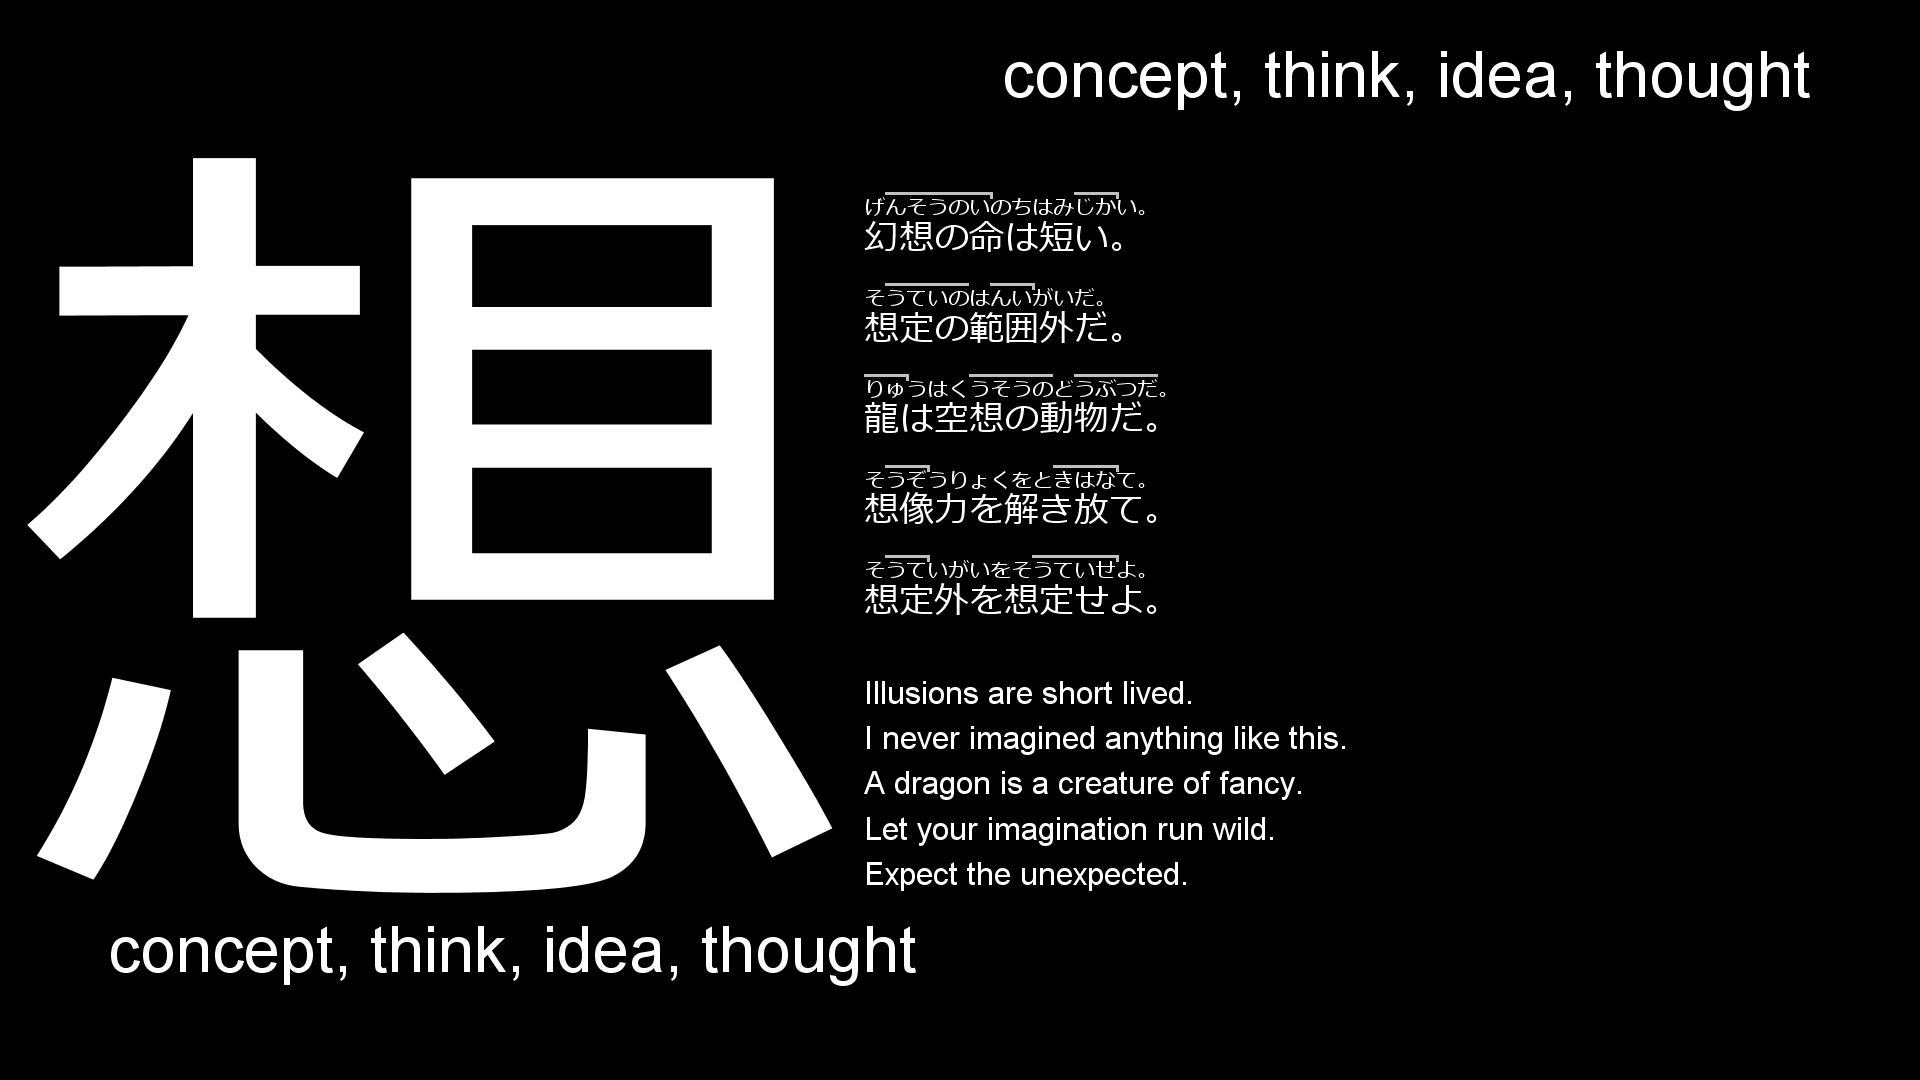 concept, think, idea, thought
想
げんそうのいのちはみじかい。
幻想の命は短い。
そうていのはんいがいだ。
想定の範囲外だ。
りゅうはくうそうのどうぶつだ。
龍は空想の動物だ。
そうぞうりょくをときはなて。
想像力を解き放て。
そうていがいをそうていせよ。
想定外を想定せよ。
Illusions are short lived.
I never imagined anything like this.
A dragon is a creature of fancy.
Let your imagination run wild.
Expect the unexpected.
concept, think, idea, thought